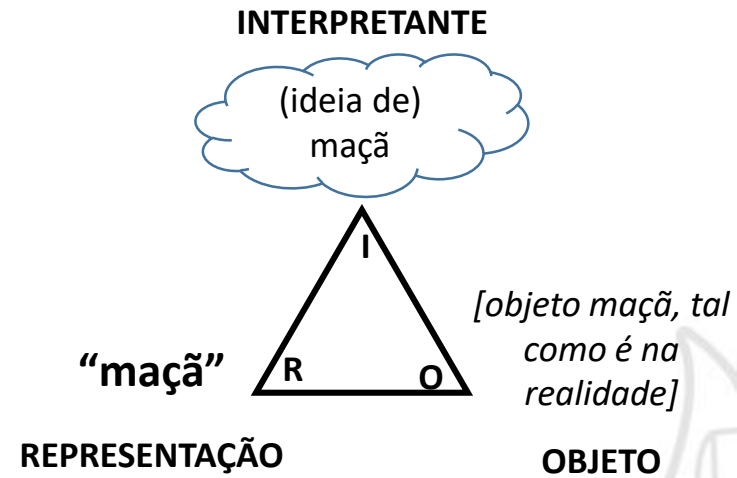 INTERPRETANTE
(ideia de)
maçã
I
[objeto maçã, tal
como é na
realidade]
“maçã”
R
O
REPRESENTAÇÃO
OBJETO